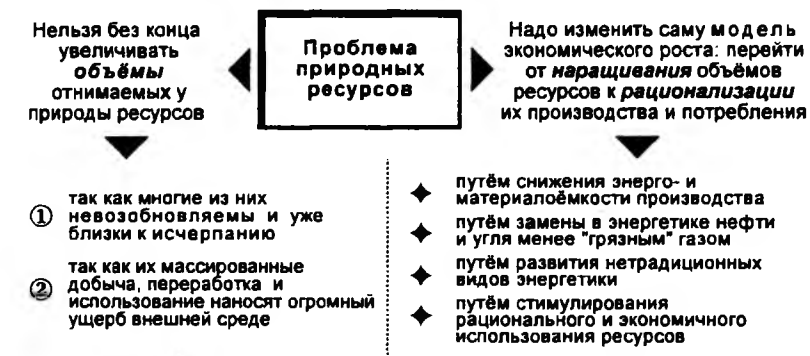 Нельзя без конца
увеличивать
объёмы
отнимаемых у
природы ресурсов
Проблема
природных
ресурсов
Надо изменить саму модель
экономического роста: перейти
от наращивания объёмов
ресурсов к рационализации
их производства и потребления
① так как многие из них
невозобновляемы и уже
близки к исчерпанию
② так как их массированные
добыча, переработка и
использование наносят огромный
ущерб внешней среде
путём снижения энерго- и
материалоёмкости производства
путём замены в энергетике нефти
и угля менее "грязным" газом
путём развития нетрадиционных
видов энергетики
путём стимулирования
рационального и экономичного
использования ресурсов